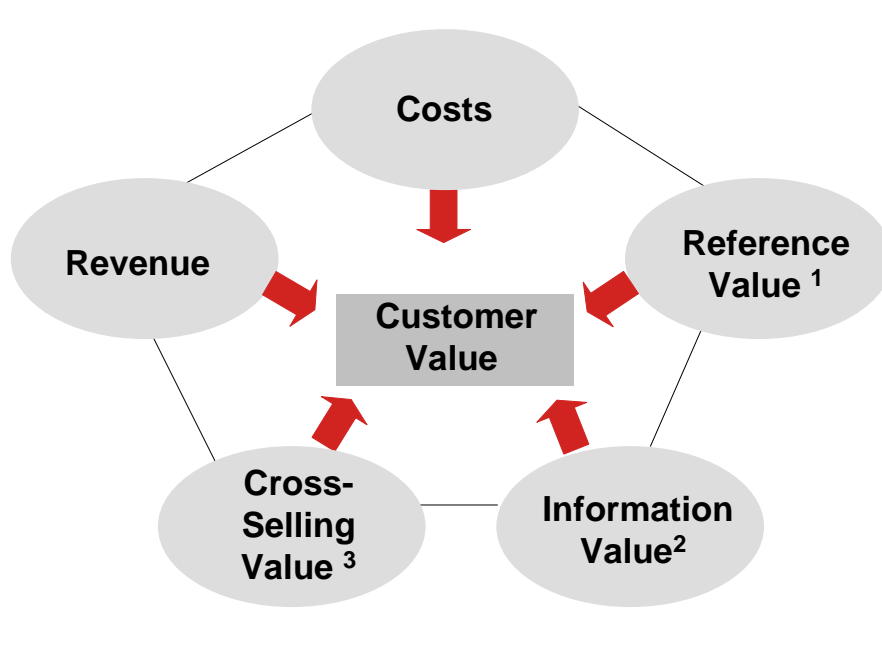 Costs
Revenue
Reference
Value ¹
Customer
Value
Cross-
Selling
Value ³
Information
Value²